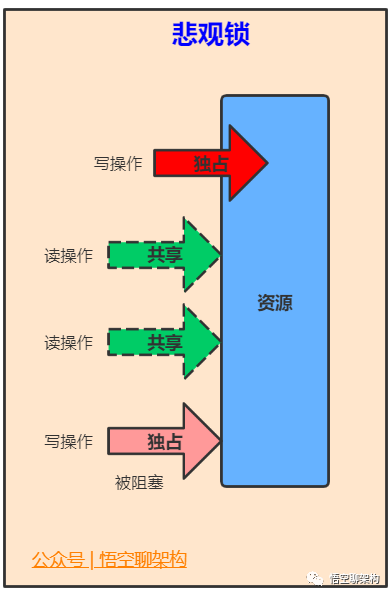 悲观锁
写操作
独占
读操作
共享
资源
读操作
共享
写操作
独占
被阻塞
公众号 | 悟空聊架构
悟空聊架构